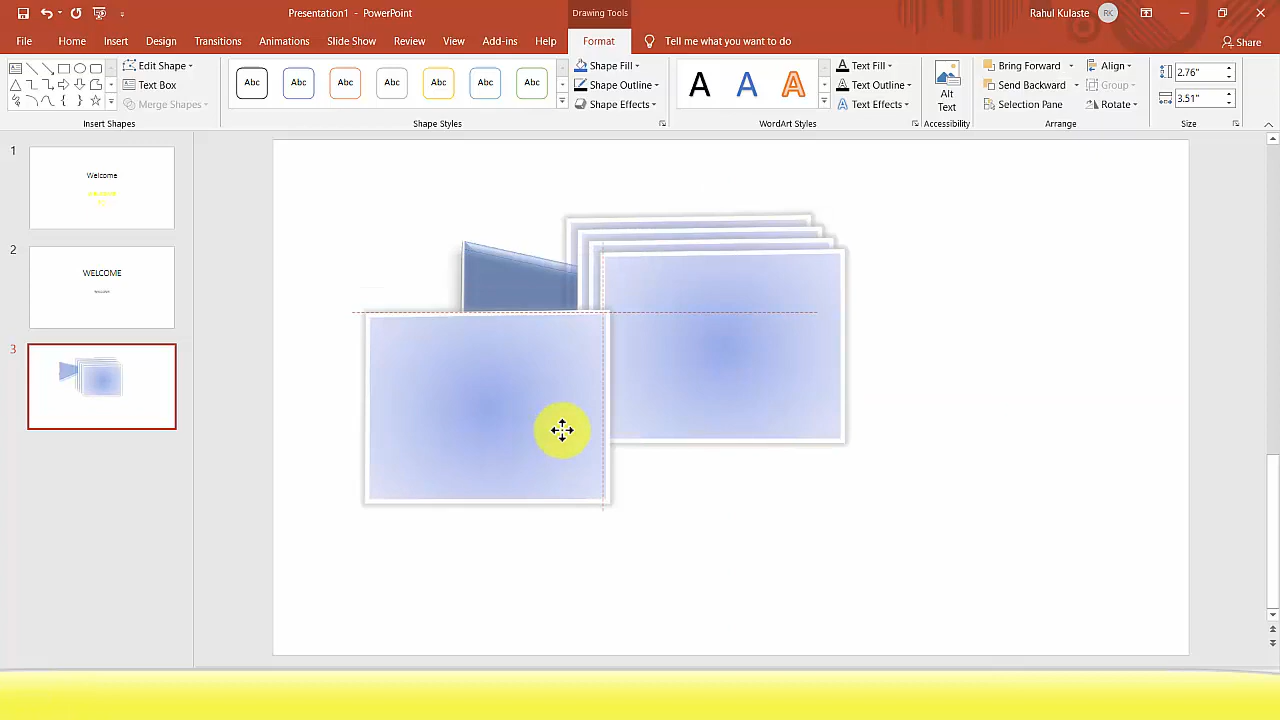 Presentation1 - PowerPoint
Drawing Tools
Rahul Kulaste
RK
File
Home
Insert
Design
Transitions
Animations
Slide Show
Review
View
Add-ins
Help
Format
Tell me what you want to do
Share
Edit Shape
Text Box
Merge Shapes
Insert Shapes
Abc
Abc
Abc
Abc
Abc
Abc
Abc
Shape Fill
Shape Outline
Shape Effects
Shape Styles
A
A
A
Text Fill
Text Outline
Text Effects
WordArt Styles
Alt
Text
Accessibility
Bring Forward
Send Backward
Selection Pane
Align
Group
Rotate
Arrange
2.76"
3.51"
Size
1
Welcome
2
WELCOME
3